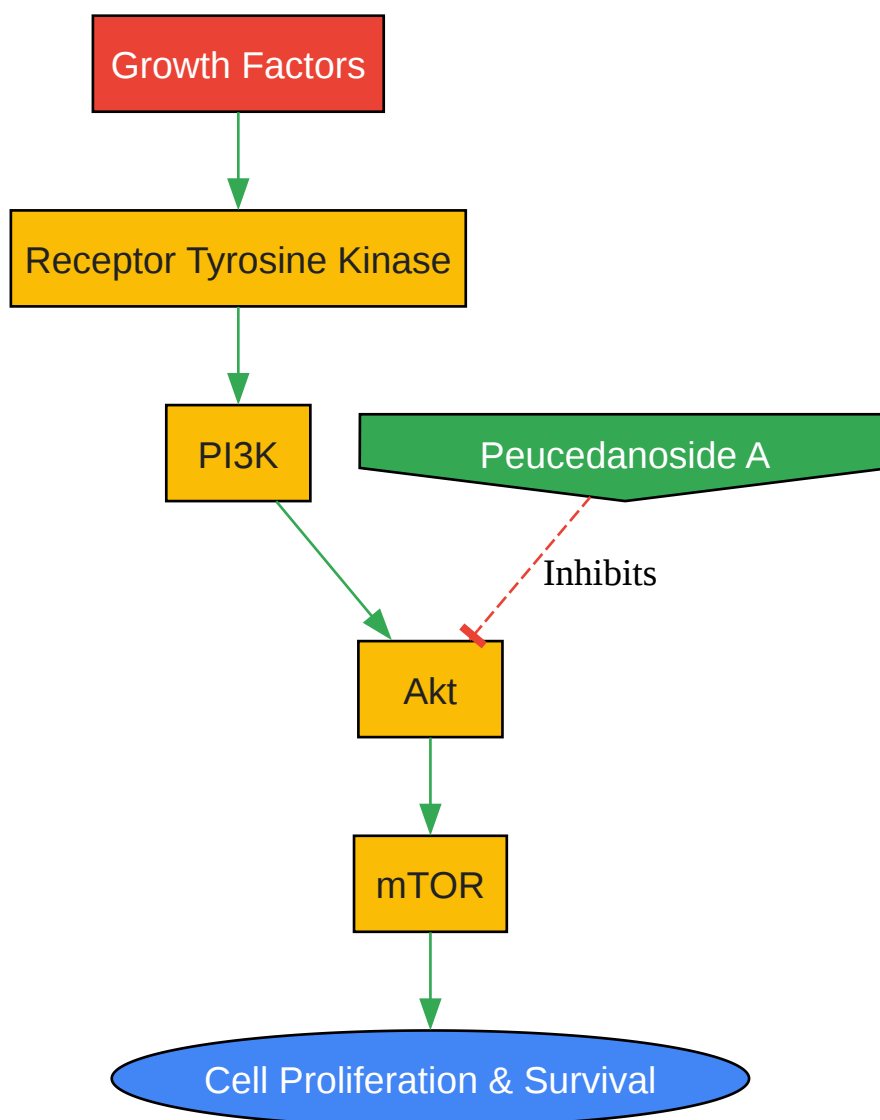 Growth Factors
Receptor Tyrosine Kinase
PI3K
Peucedanoside A
Inhibits
Akt
mTOR
Cell Proliferation & Survival